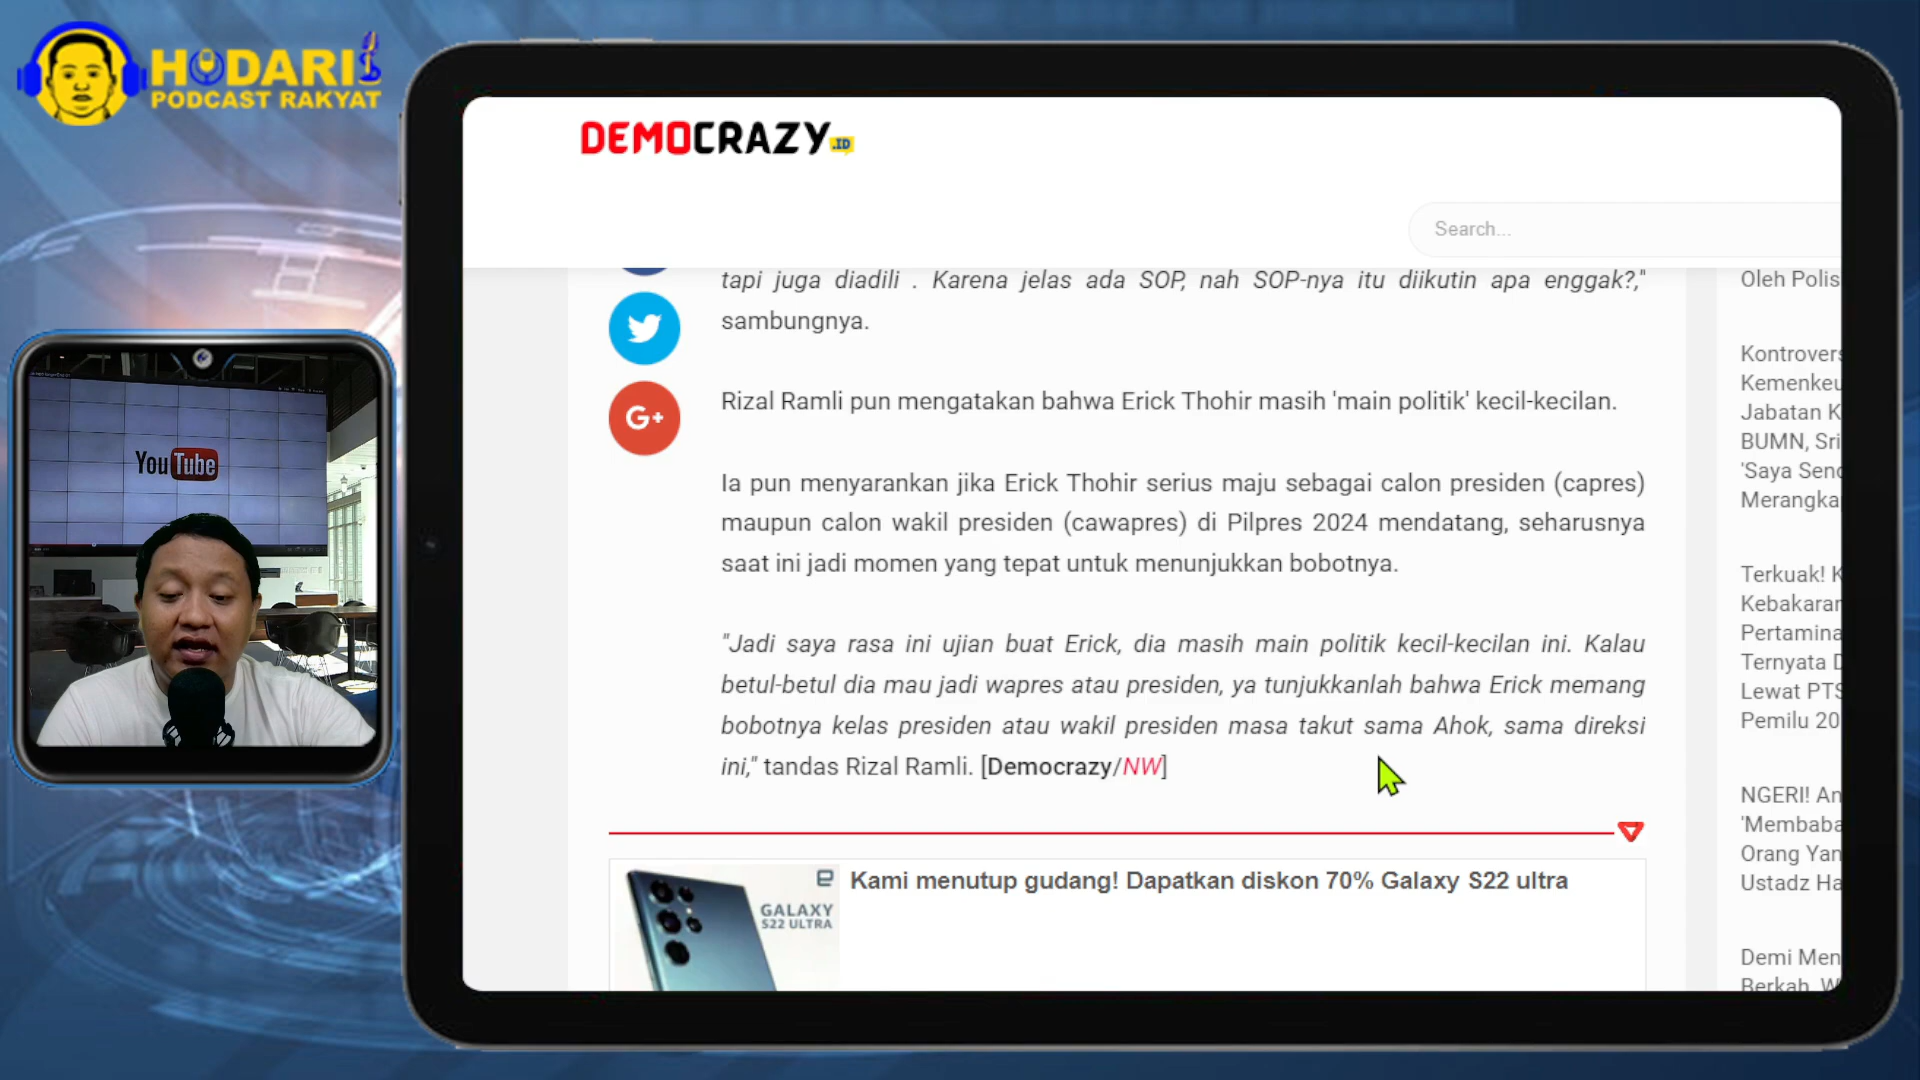 HODARI
PODCAST RAKYAT
YouTube
DEMOCRAZY.ID
Search...
tapi juga diadili . Karena jelas ada SOP, nah SOP-nya itu diikutin apa enggak?,"
sambungnya.
G+
Rizal Ramli pun mengatakan bahwa Erick Thohir masih 'main politik' kecil-kecilan.
Ia pun menyarankan jika Erick Thohir serius maju sebagai calon presiden (capres)
maupun calon wakil presiden (cawapres) di Pilpres 2024 mendatang, seharusnya
saat ini jadi momen yang tepat untuk menunjukkan bobotnya.
"Jadi saya rasa ini ujian buat Erick, dia masih main politik kecil-kecilan ini. Kalau
betul-betul dia mau jadi wapres atau presiden, ya tunjukkanlah bahwa Erick memang
bobotnya kelas presiden atau wakil presiden masa takut sama Ahok, sama direksi
ini," tandas Rizal Ramli. [Democrazy/NW]
Kami menutup gudang! Dapatkan diskon 70% Galaxy S22 ultra
GALAXY
S22 ULTRA
Oleh Polis
Kontrovers
Kemenkeu
Jabatan K
BUMN, Sri
'Saya Send
Merangka
Terkuak! K
Kebakaran
Pertamina
Ternyata D
Lewat PTS
Pemilu 20
NGERI! An
'Membaba
Orang Yan
Ustadz Ha
Demi Men
Berkah, W